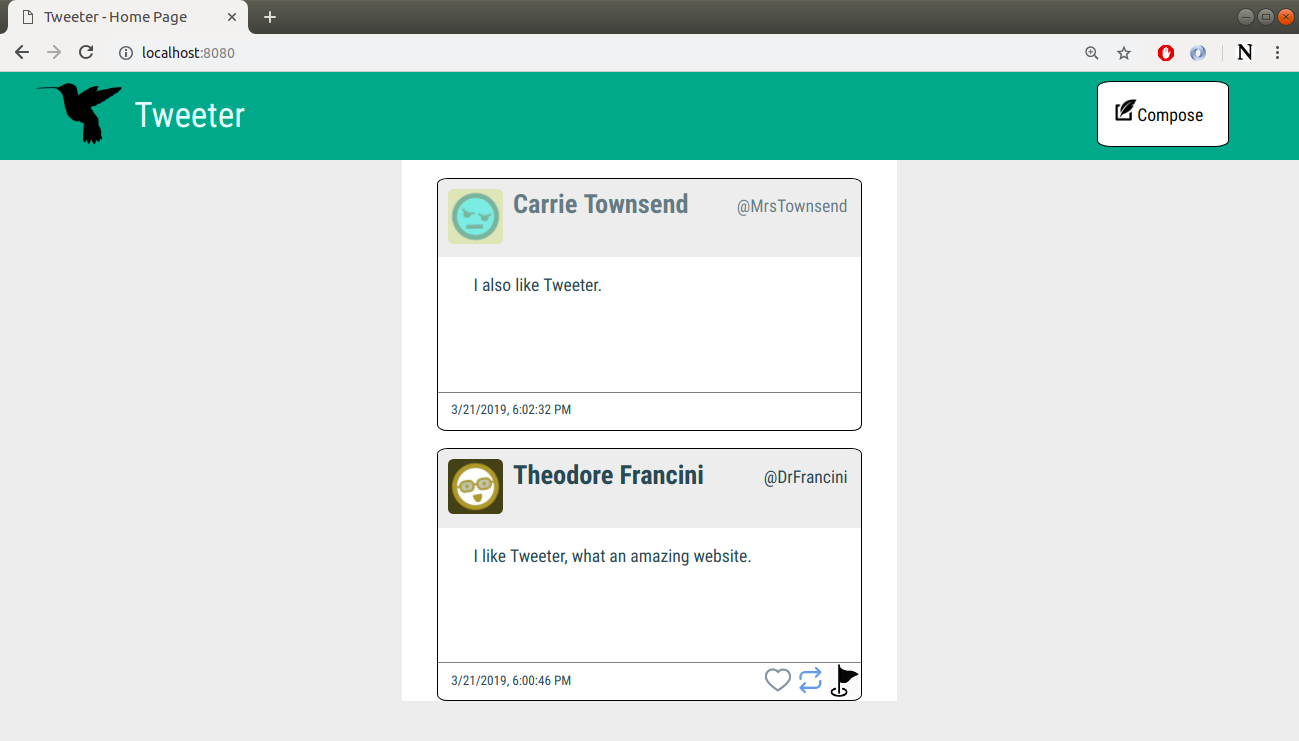 Tweeter - Home Page
localhost:8080
N
Tweeter
Compose
Carrie Townsend @MrsTownsend
I also like Tweeter.
3/21/2019, 6:02:32 PM
Theodore Francini @DrFrancini
I like Tweeter, what an amazing website.
3/21/2019, 6:00:46 PM